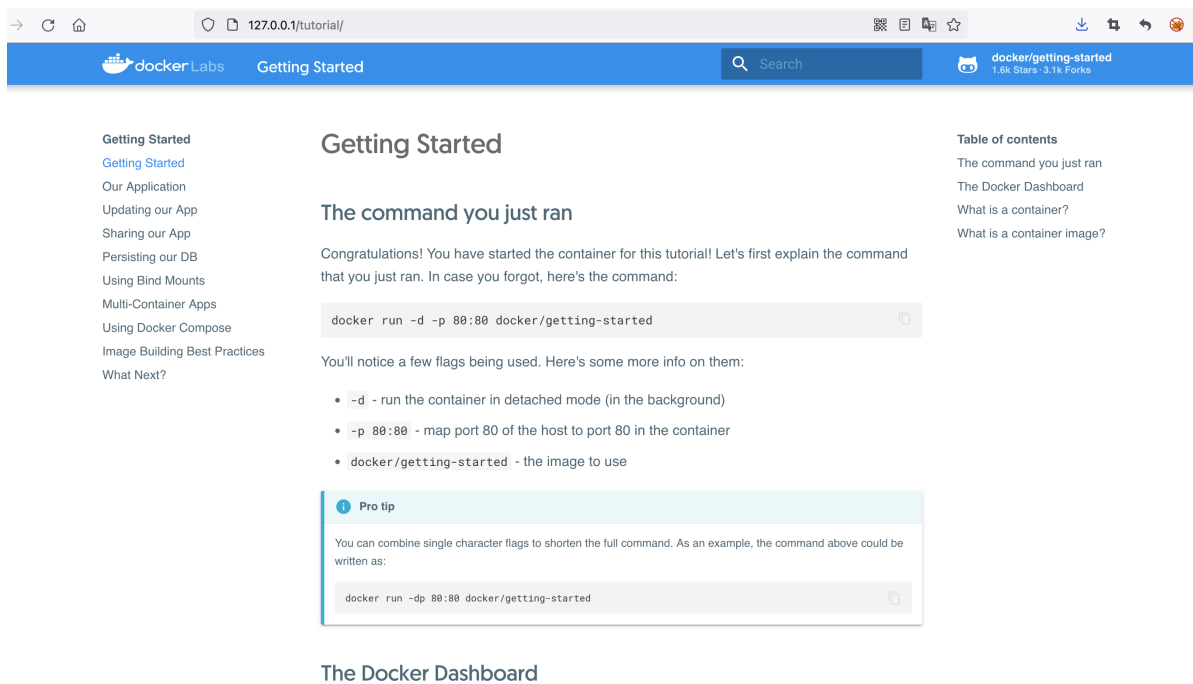 127.0.0.1/tutorial/
docker Labs
Getting Started
Search
docker/getting-started
1.6k Stars · 3.1k Forks
Getting Started
Getting Started
Our Application
Updating our App
Sharing our App
Persisting our DB
Using Bind Mounts
Multi-Container Apps
Using Docker Compose
Image Building Best Practices
What Next?
Getting Started
The command you just ran
Congratulations! You have started the container for this tutorial! Let's first explain the command
that you just ran. In case you forgot, here's the command:
docker run -d -p 80:80 docker/getting-started
You'll notice a few flags being used. Here's some more info on them:
• -d - run the container in detached mode (in the background)
• -p 80:80 - map port 80 of the host to port 80 in the container
• docker/getting-started - the image to use
Pro tip
You can combine single character flags to shorten the full command. As an example, the command above could be
written as:
docker run -dp 80:80 docker/getting-started
The Docker Dashboard
Table of contents
The command you just ran
The Docker Dashboard
What is a container?
What is a container image?